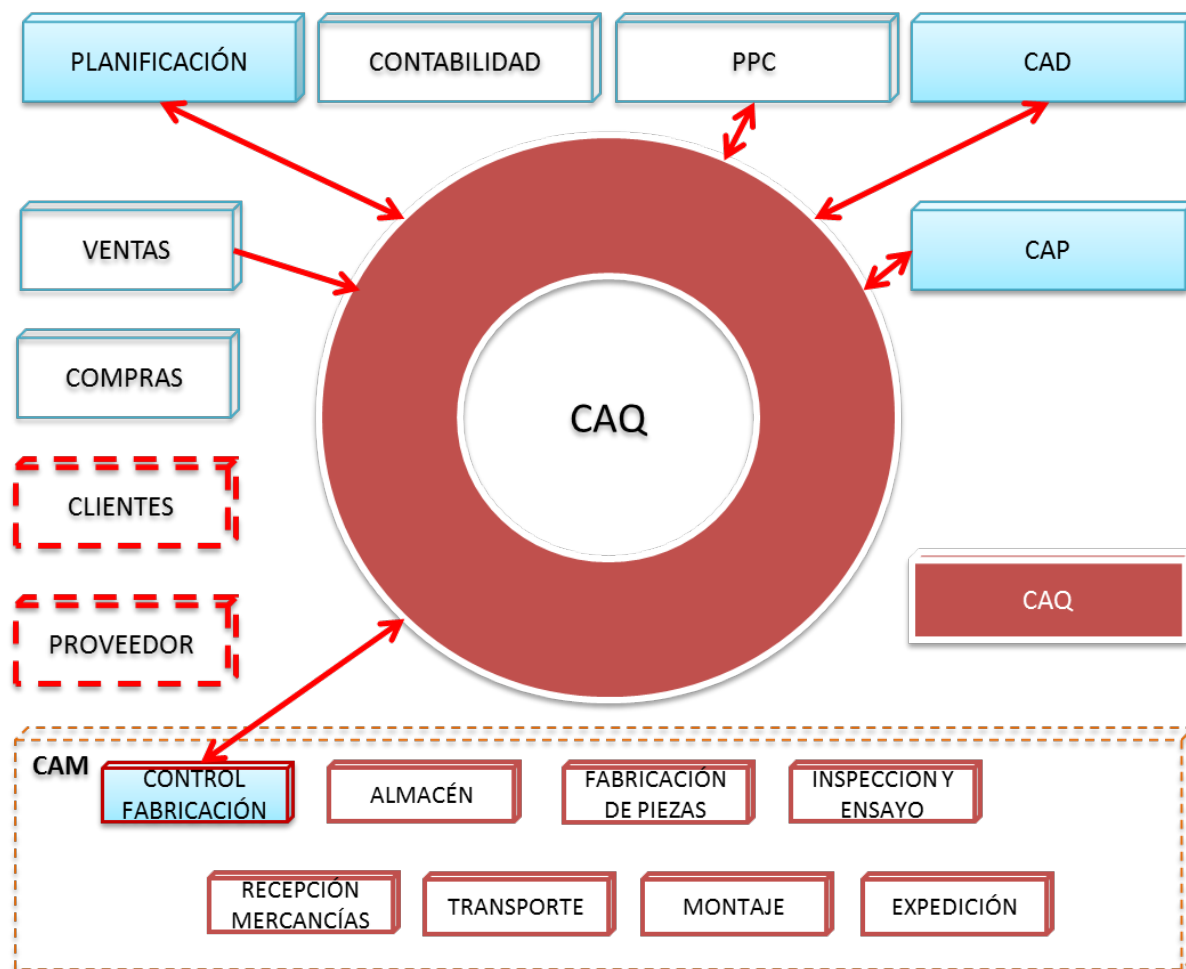 PLANIFICACIÓN
CONTABILIDAD
PPC
CAD
VENTAS
CAP
COMPRAS
CAQ
CLIENTES
CAQ
PROVEEDOR
CAM
CONTROL
FABRICACIÓN
ALMACÉN
FABRICACIÓN
DE PIEZAS
INSPECCION Y
ENSAYO
RECEPCIÓN
MERCANCÍAS
TRANSPORTE
MONTAJE
EXPEDICIÓN